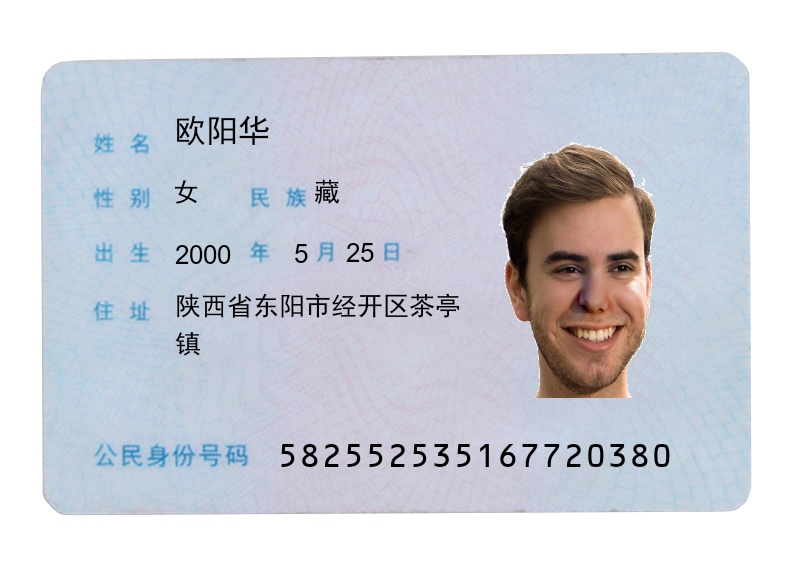 姓名 欧阳华
性别 女 民族 藏
出生 2000 年 5 月 25 日
住址 陕西省东阳市经开区茶亭
镇
公民身份号码 582552535167720380